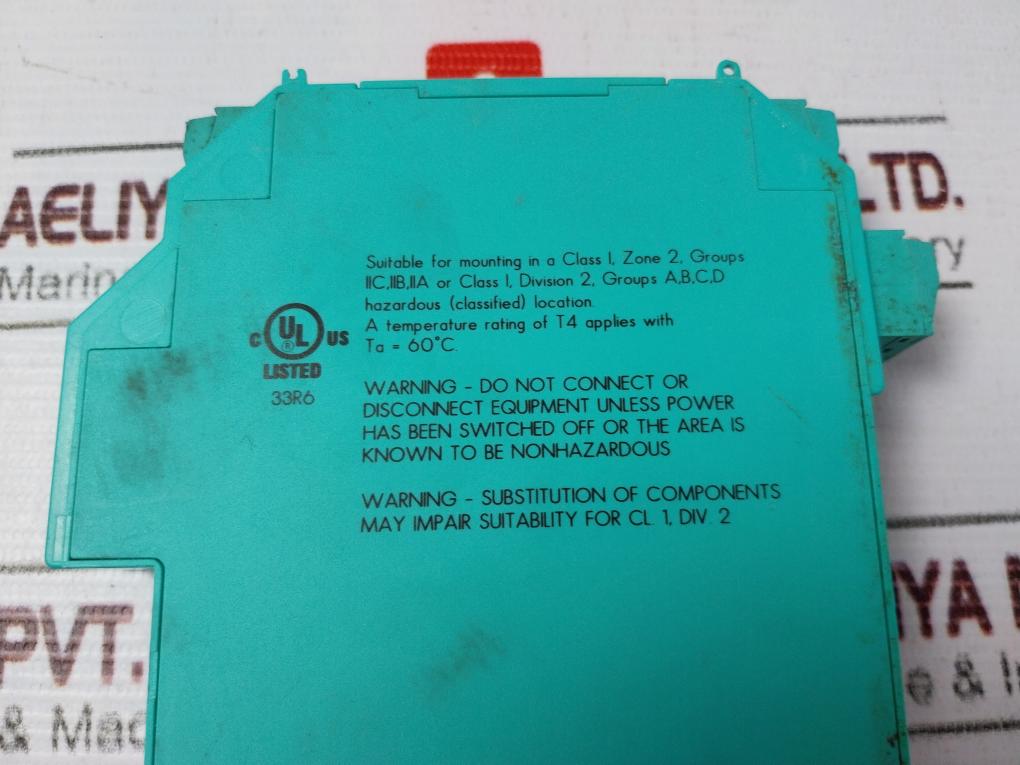 AELIY
LTD.
Marin
ry
Suitable for mounting in a Class I, Zone 2, Groups
IIC,IIB,IIA or Class I, Division 2, Groups A,B,C,D
hazardous (classified) location.
A temperature rating of T4 applies with
Ta = 60°C.
C UL ® US
LISTED
33R6
WARNING - DO NOT CONNECT OR
DISCONNECT EQUIPMENT UNLESS POWER
HAS BEEN SWITCHED OFF OR THE AREA IS
KNOWN TO BE NONHAZARDOUS
WARNING - SUBSTITUTION OF COMPONENTS
MAY IMPAIR SUITABILITY FOR CL. 1, DIV. 2
PVT.
YA
& Mac
e & I